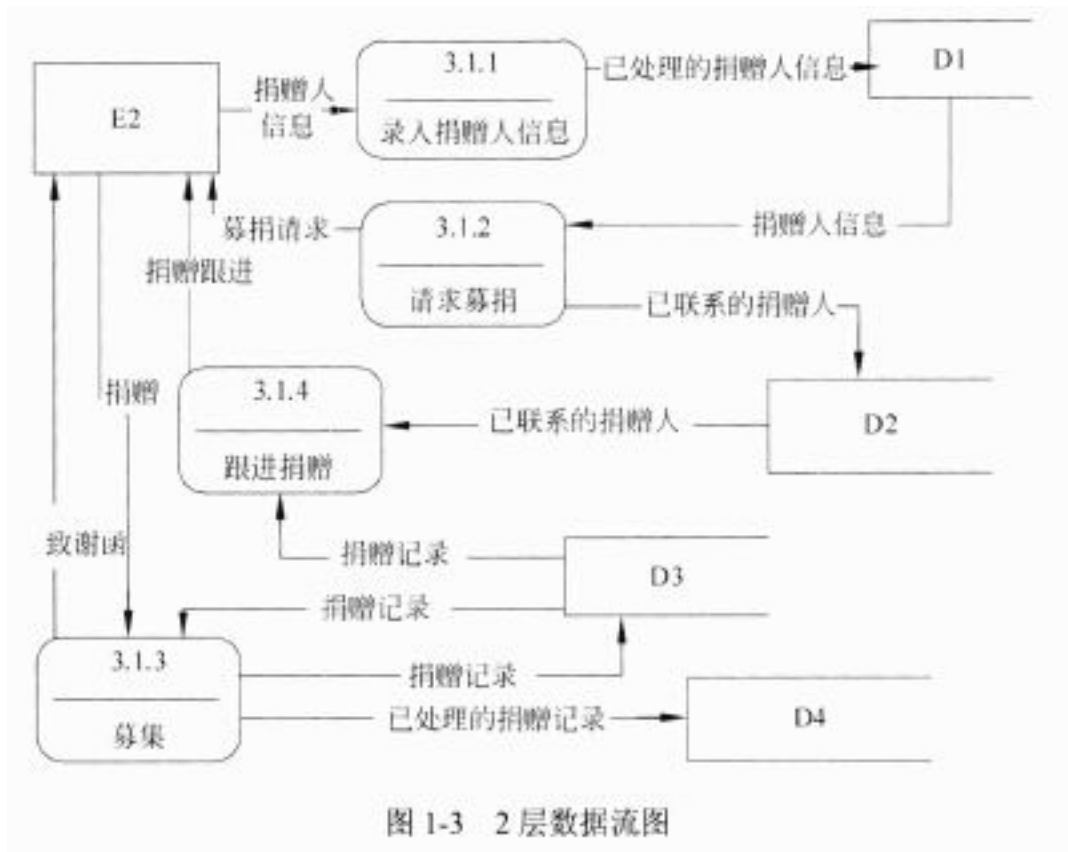 E2
捐赠人
信息
3.1.1
录入捐赠人信息
已处理的捐赠人信息
D1
募捐请求
3.1.2
请求募捐
捐赠人信息
捐赠跟进
已联系的捐赠人
捐赠
3.1.4
跟进捐赠
已联系的捐赠人
D2
致谢函
捐赠记录
D3
捐赠记录
3.1.3
募集
捐赠记录
已处理的捐赠记录
D4
图 1-3 2 层数据流图